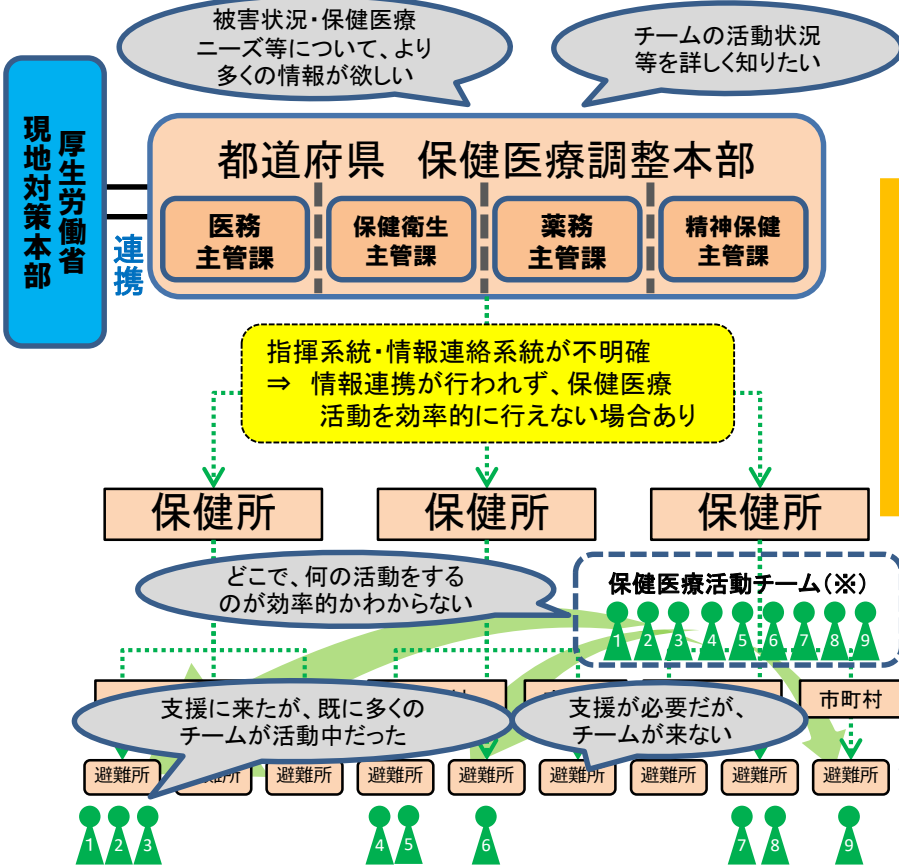 被害状況・保健医療
ニーズ等について、より
多くの情報が欲しい
チームの活動状況
等を詳しく知りたい
厚生労働省
現地対策本部
連携
都道府県 保健医療調整本部
医務
主管課
保健衛生
主管課
薬務
主管課
精神保健
主管課
指揮系統・情報連絡系統が不明確
⇒ 情報連携が行われず、保健医療
活動を効率的に行えない場合あり
保健所
保健所
保健所
どこで、何の活動をする
のが効率的かわからない
保健医療活動チーム(※)
1 2 3 4 5 6 7 8 9
市町村
支援に来たが、既に多くの
チームが活動中だった
支援が必要だが、
チームが来ない
避難所
避難所
避難所
避難所
避難所
避難所
避難所
避難所
避難所
1 2 3
4 5
6
7 8
9